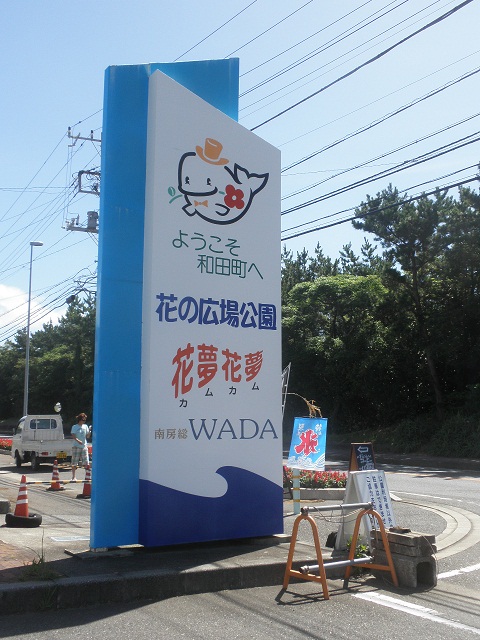 ようこそ
和田町へ
花の広場公園
花夢花夢
カム カム
南房総 WADA
氷